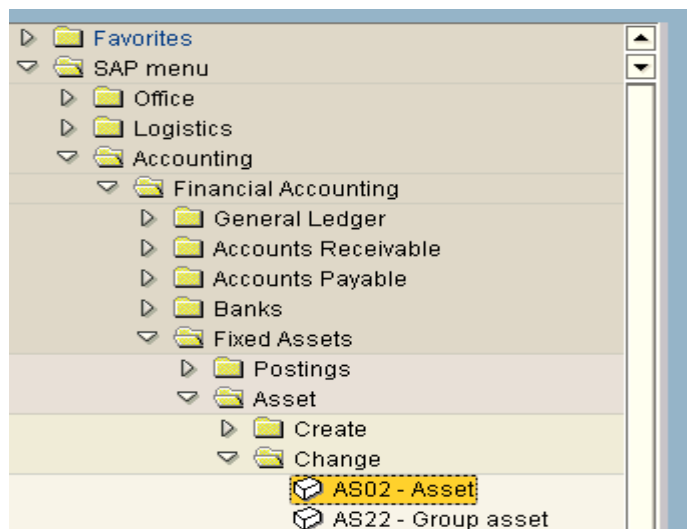 Favorites
SAP menu
Office
Logistics
Accounting
Financial Accounting
General Ledger
Accounts Receivable
Accounts Payable
Banks
Fixed Assets
Postings
Asset
Create
Change
AS02 - Asset
AS22 - Group asset